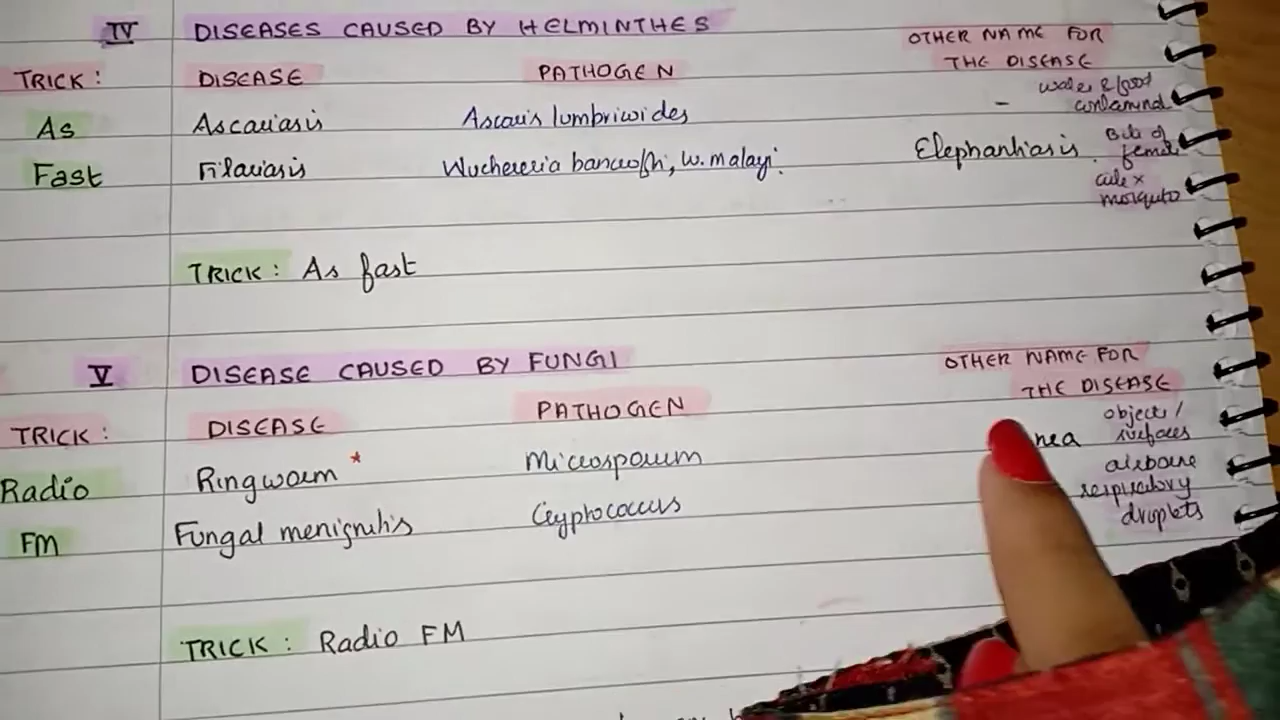 IV DISEASES CAUSED BY HELMINTHES
OTHER NAME FOR
THE DISEASE
TRICK: DISEASE PATHOGEN
water & food
As Ascariasis Ascaris lumbricoides -
Fast Filariasis Wuchereria bancrofti, W. malayi. Elephantiasis.
Bite of
female
culex
mosquito
TRICK: As fast
V DISEASE CAUSED BY FUNGI
OTHER NAME FOR
THE DISEASE
TRICK: DISEASE PATHOGEN
objects/
surfaces
Radio Ringworm * Microsporum nea
airborne
respiratory
droplets
FM Fungal Cryptococcus
TRICK: Radio FM